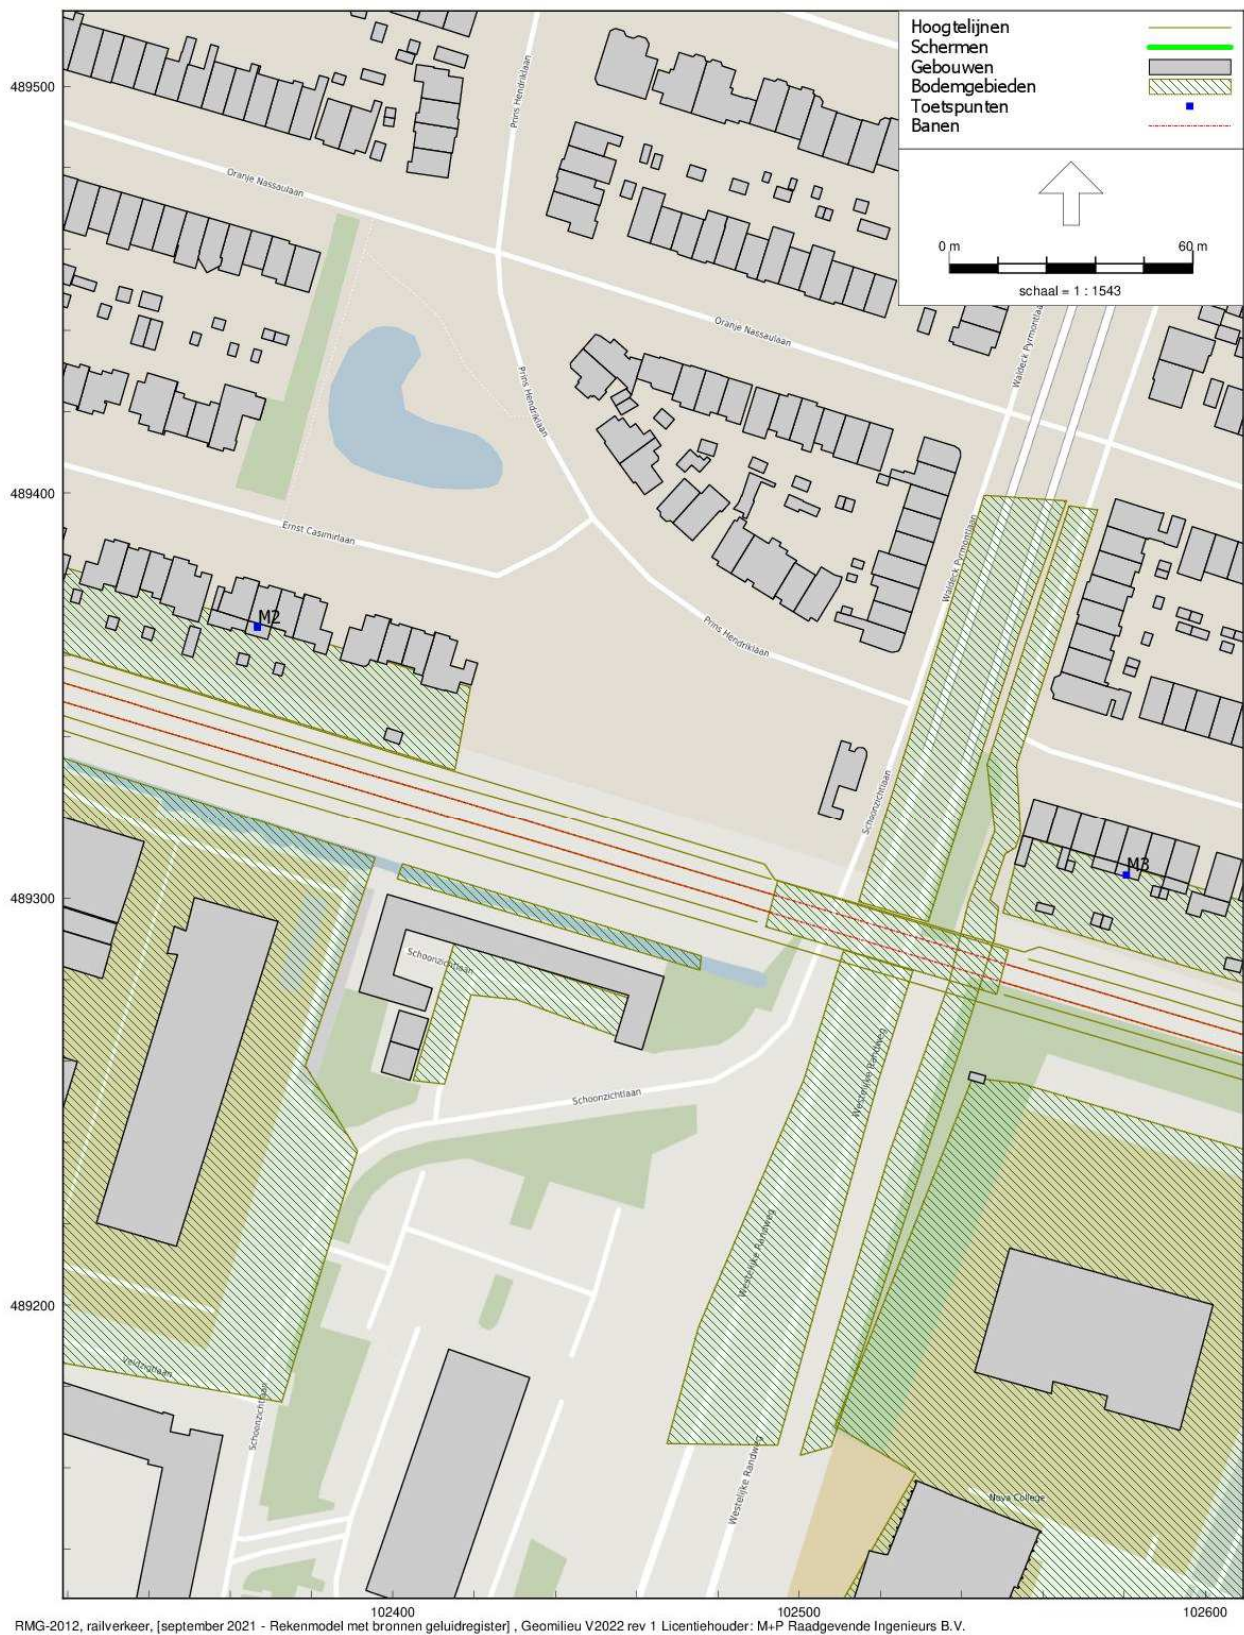 Hoogtelijnen
Schermen
Gebouwen
Bodemgebieden
Toetspunten
Banen
0 m 60 m
schaal = 1 : 1543
489500
Prins Hendriklaan
Oranje Nassaulaan
Oranje Nassaulaan
Waldeck Pyrmontlaan
Prins Hendriklaan
489400
Ernst Casimirlaan
Waldeck Pyrmontlaan
M2
Prins Hendriklaan
Schoonzichtlaan
M3
489300
Schoonzichtlaan
Westelijke Randweg
Schoonzichtlaan
Westelijke Randweg
489200
Veldzichtlaan
Schoonzichtlaan
Westelijke Randweg
Nova College
102400 102500 102600
RMG-2012, railverkeer, [september 2021 - Rekenmodel met bronnen geluidregister] , Geomilieu V2022 rev 1 Licentiehouder: M+P Raadgevende Ingenieurs B.V.